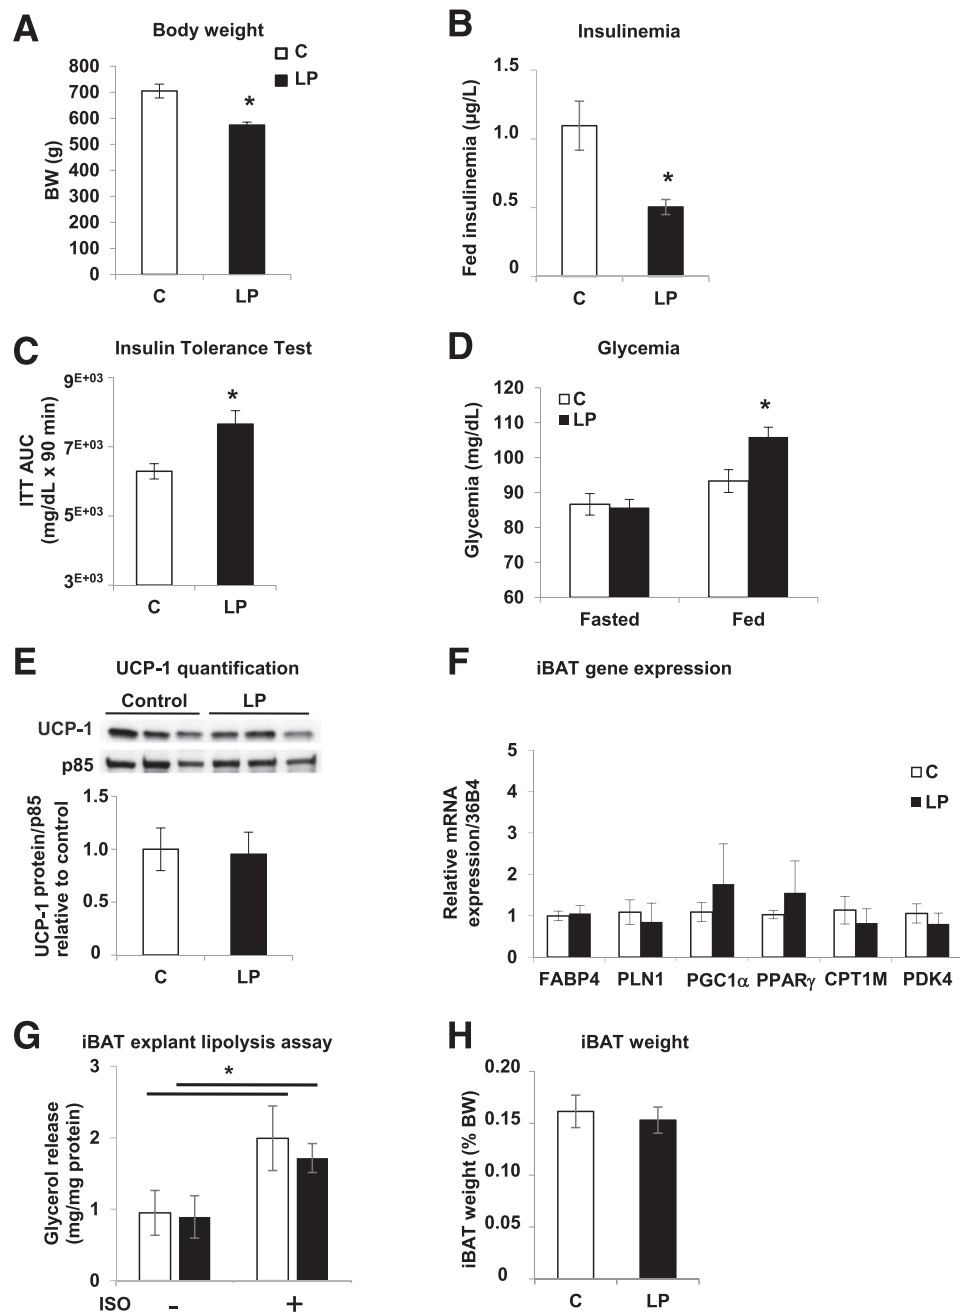 A
Body weight
C
LP
*
BW (g)
800
700
600
500
400
300
200
100
0
C
LP
B
Insulinemia
Fed insulinemia (µg/L)
1.5
1.0
0.5
0
*
C
LP
C
Insulin Tolerance Test
ITT AUC
(mg/dL x 90 min)
9E+03
7E+03
5E+03
3E+03
*
C
LP
D
Glycemia
Glycemia (mg/dL)
120
110
100
90
80
70
60
C
LP
*
Fasted
Fed
E
UCP-1 quantification
Control
LP
UCP-1
p85
UCP-1 protein/p85
relative to control
1.5
1.0
0.5
0
C
LP
F
iBAT gene expression
Relative mRNA
expression/36B4
5
4
3
2
1
0
C
LP
FABP4
PLN1
PGC1α
PPARγ
CPT1M
PDK4
G
iBAT explant lipolysis assay
Glycerol release
(mg/mg protein)
3
2
1
0
*
ISO
-
+
H
iBAT weight
iBAT weight (% BW)
0.20
0.15
0.10
0.05
0
C
LP